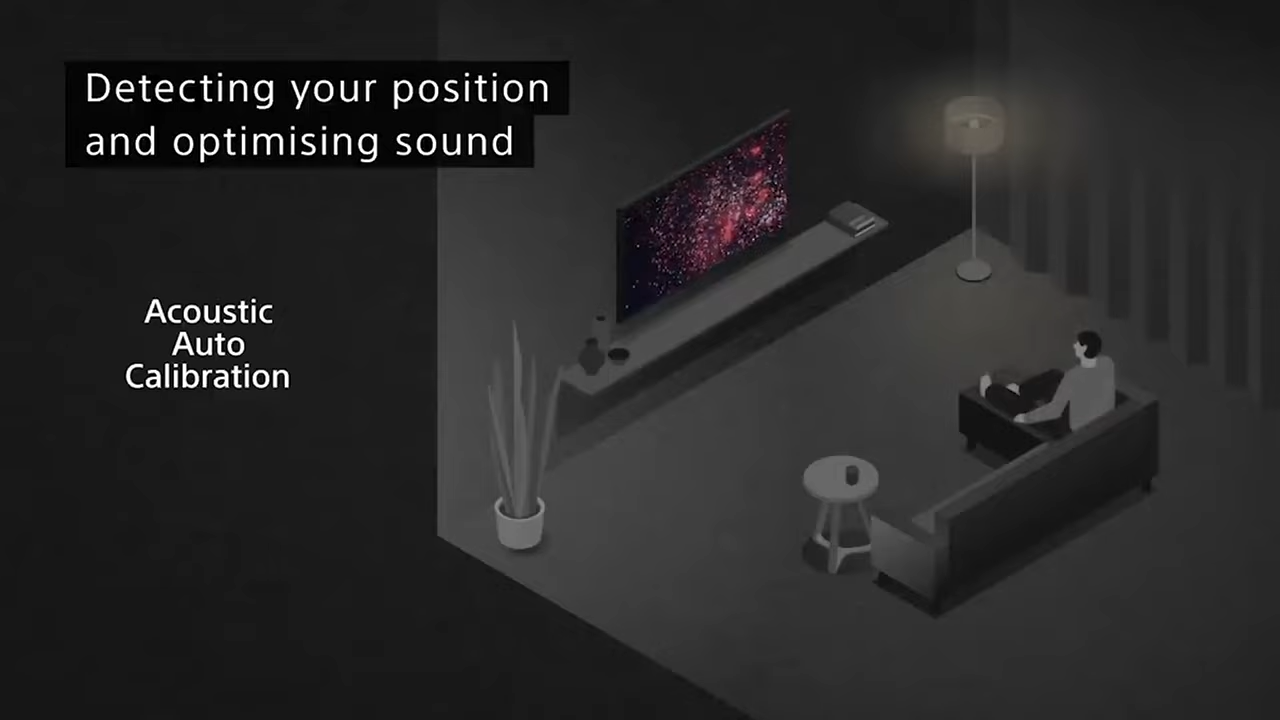 Detecting your position
and optimising sound
Acoustic
Auto
Calibration